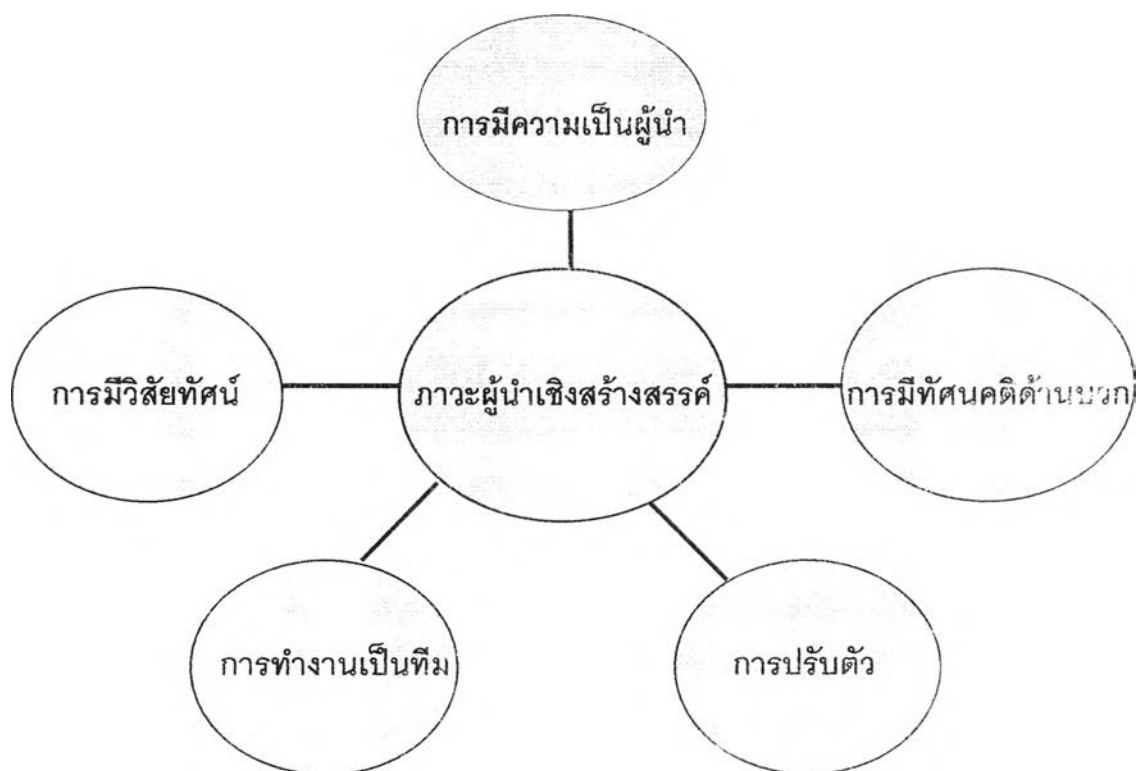 การมีความเป็นผู้นำ
การมีวิสัยทัศน์
ภาวะผู้นำเชิงสร้างสรรค์
การมีทัศนคติด้านบวก
การทำงานเป็นทีม
การปรับตัว